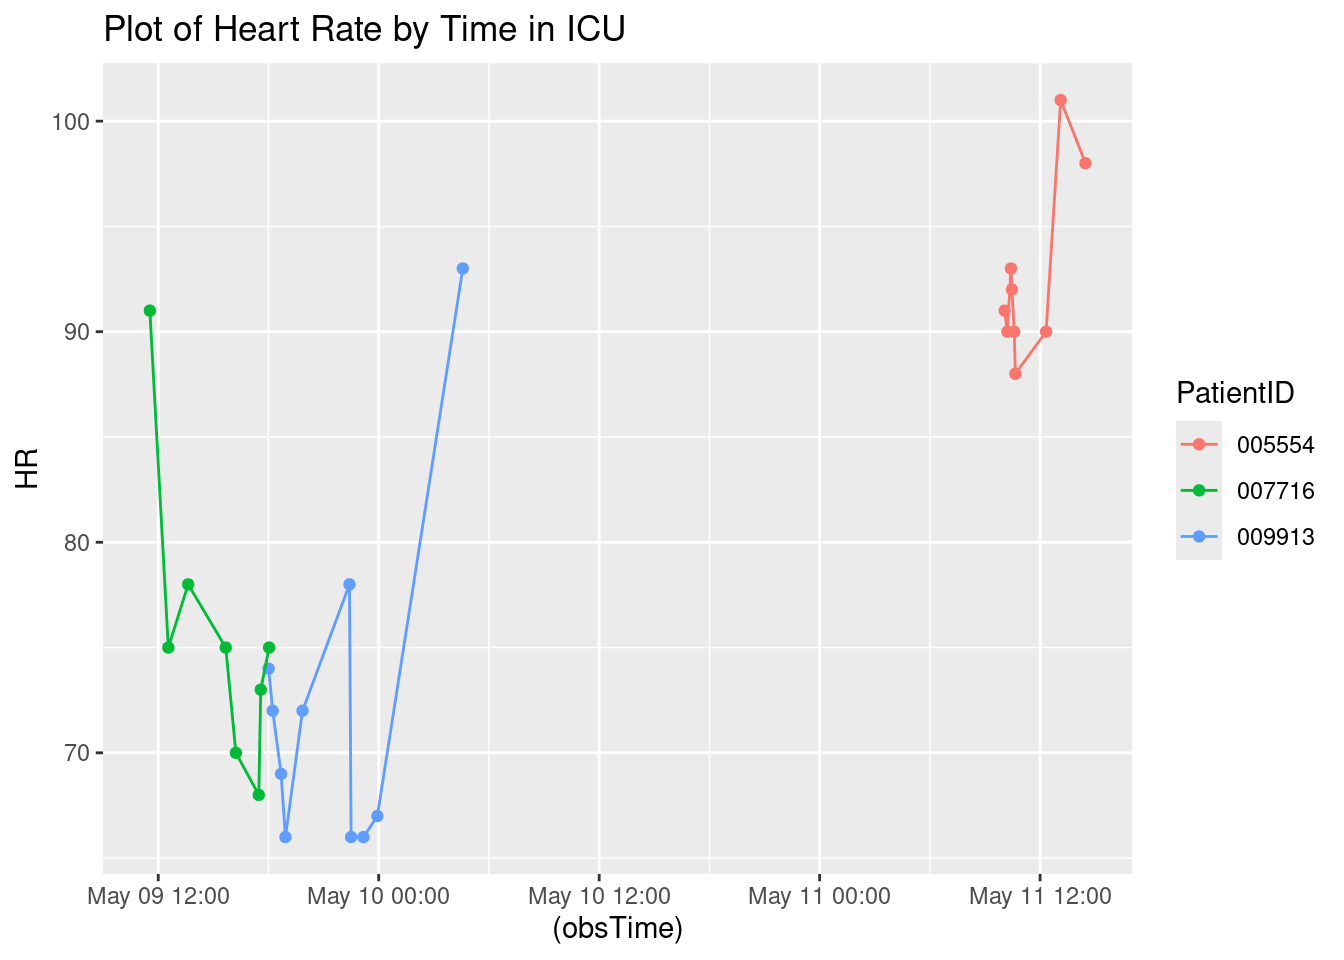 Plot of Heart Rate by Time in ICU
HR
100
90
80
70
May 09 12:00
May 10 00:00
May 10 12:00
May 11 00:00
May 11 12:00
(obsTime)
PatientID
005554
007716
009913